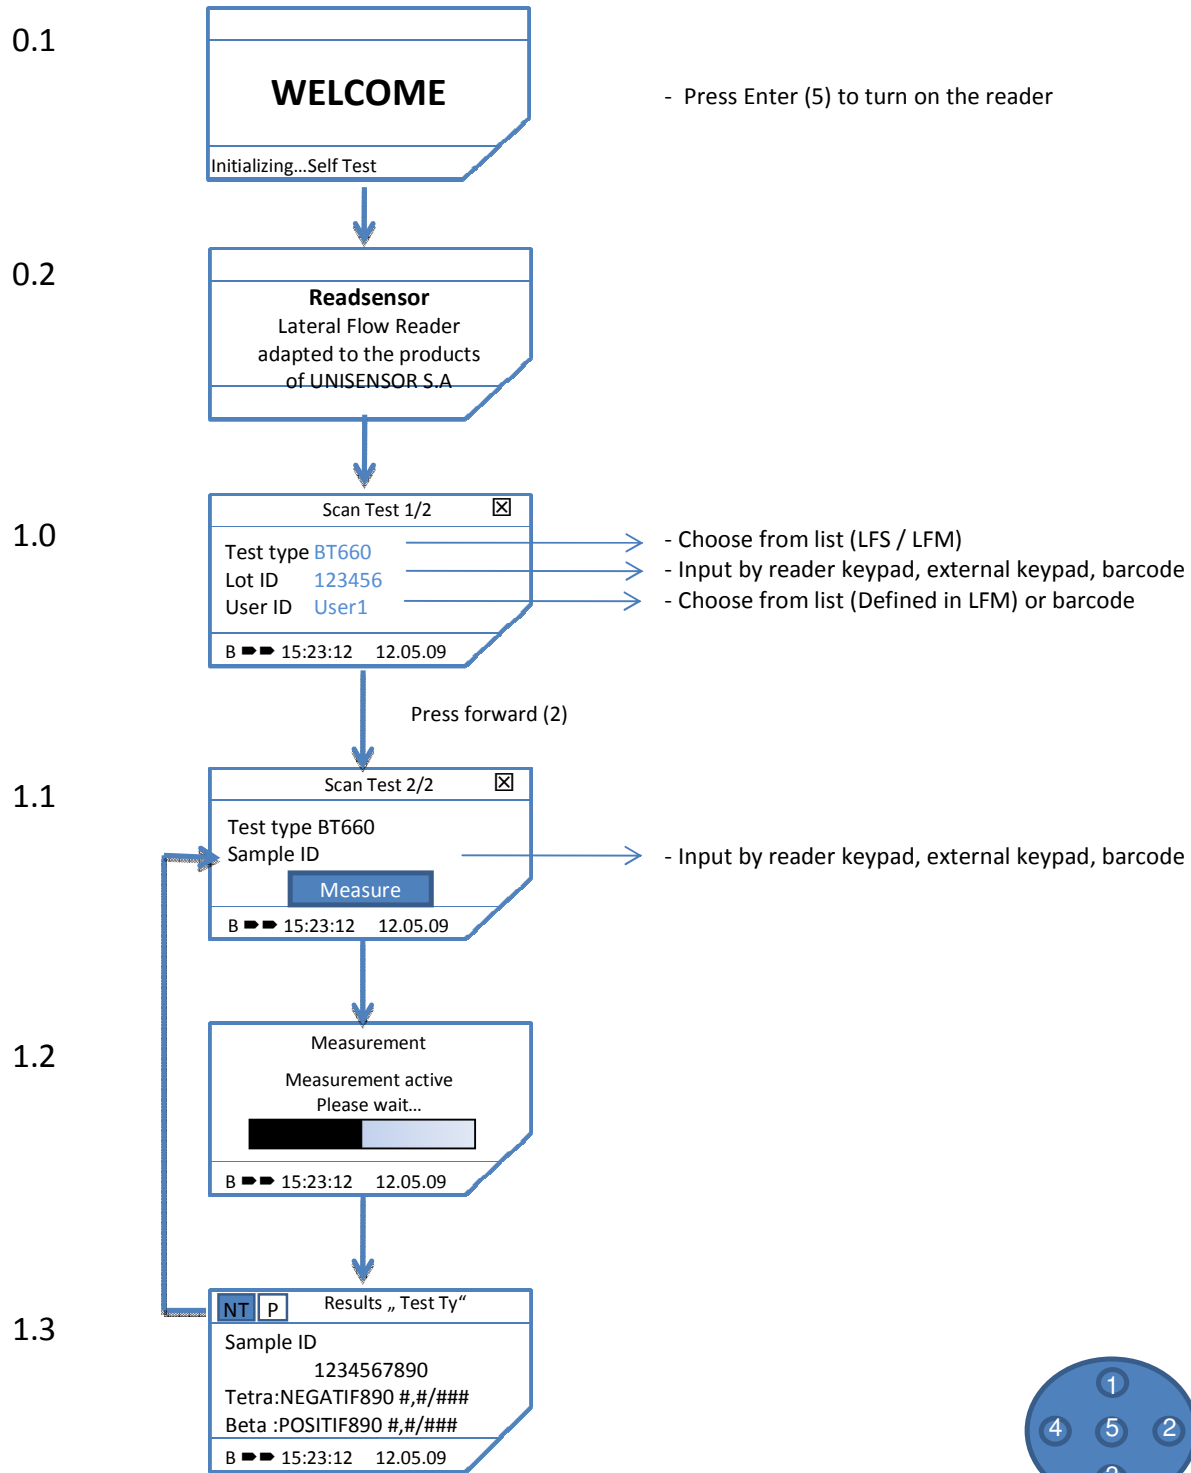 0.1
WELCOME
- Press Enter (5) to turn on the reader
Initializing...Self Test
0.2
Readsensor
Lateral Flow Reader
adapted to the products
of UNISENSOR S.A
Scan Test 1/2
1.0
Test type BT660
- Choose from list (LFS / LFM)
Lot ID 123456
- Input by reader keypad, external keypad, barcode
User ID User1
- Choose from list (Defined in LFM) or barcode
B 15:23:12 12.05.09
Press forward (2)
Scan Test 2/2
1.1
Test type BT660
Sample ID
- Input by reader keypad, external keypad, barcode
Measure
B 15:23:12 12.05.09
Measurement
1.2
Measurement active
Please wait...
B 15:23:12 12.05.09
NT P Results „ Test Ty“
1.3
Sample ID
1234567890
Tetra:NEGATIF890 #,#/###
Beta :POSITIF890 #,#/###
B 15:23:12 12.05.09
1
4 5 2
3